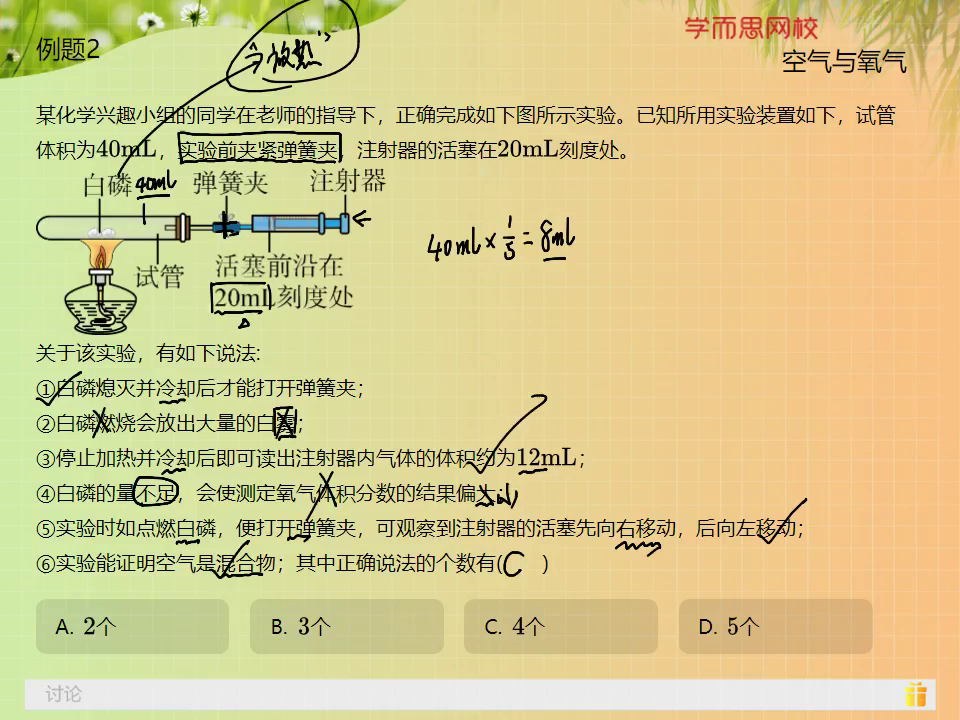 学而思网校
例题2
空气与氧气
"放热"
某化学兴趣小组的同学在老师的指导下，正确完成如下图所示实验。已知所用实验装置如下，试管
体积为40mL，实验前夹紧弹簧夹，注射器的活塞在20mL刻度处。
白磷 40ml 弹簧夹 注射器
40ml × 1/5 = 8ml
试管 活塞前沿在
20mL刻度处
关于该实验，有如下说法:
①白磷熄灭并冷却后才能打开弹簧夹；
②白磷燃烧会放出大量的白雾；
③停止加热并冷却后即可读出注射器内气体的体积约为12mL；
④白磷的量不足，会使测定氧气体积分数的结果偏大；小
⑤实验时如点燃白磷，便打开弹簧夹，可观察到注射器的活塞先向右移动，后向左移动；
⑥实验能证明空气是混合物；其中正确说法的个数有( C )
A. 2个 B. 3个 C. 4个 D. 5个
讨论